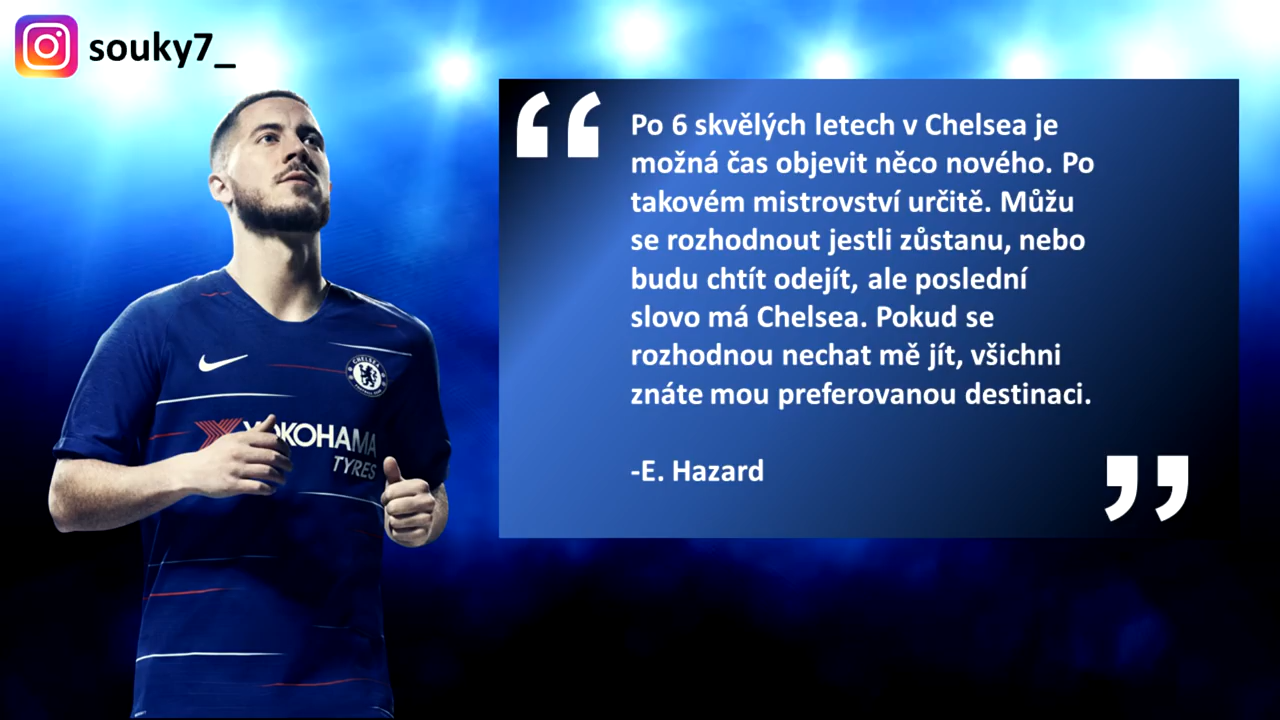 souky7_
Po 6 skvělých letech v Chelsea je
možná čas objevit něco nového. Po
takovém mistrovství určitě. Můžu
se rozhodnout jestli zůstanu, nebo
budu chtít odejít, ale poslední
slovo má Chelsea. Pokud se
rozhodnou nechat mě jít, všichni
znáte mou preferovanou destinaci.
-E. Hazard
CHELSEA
YOKOHAMA
TYRES